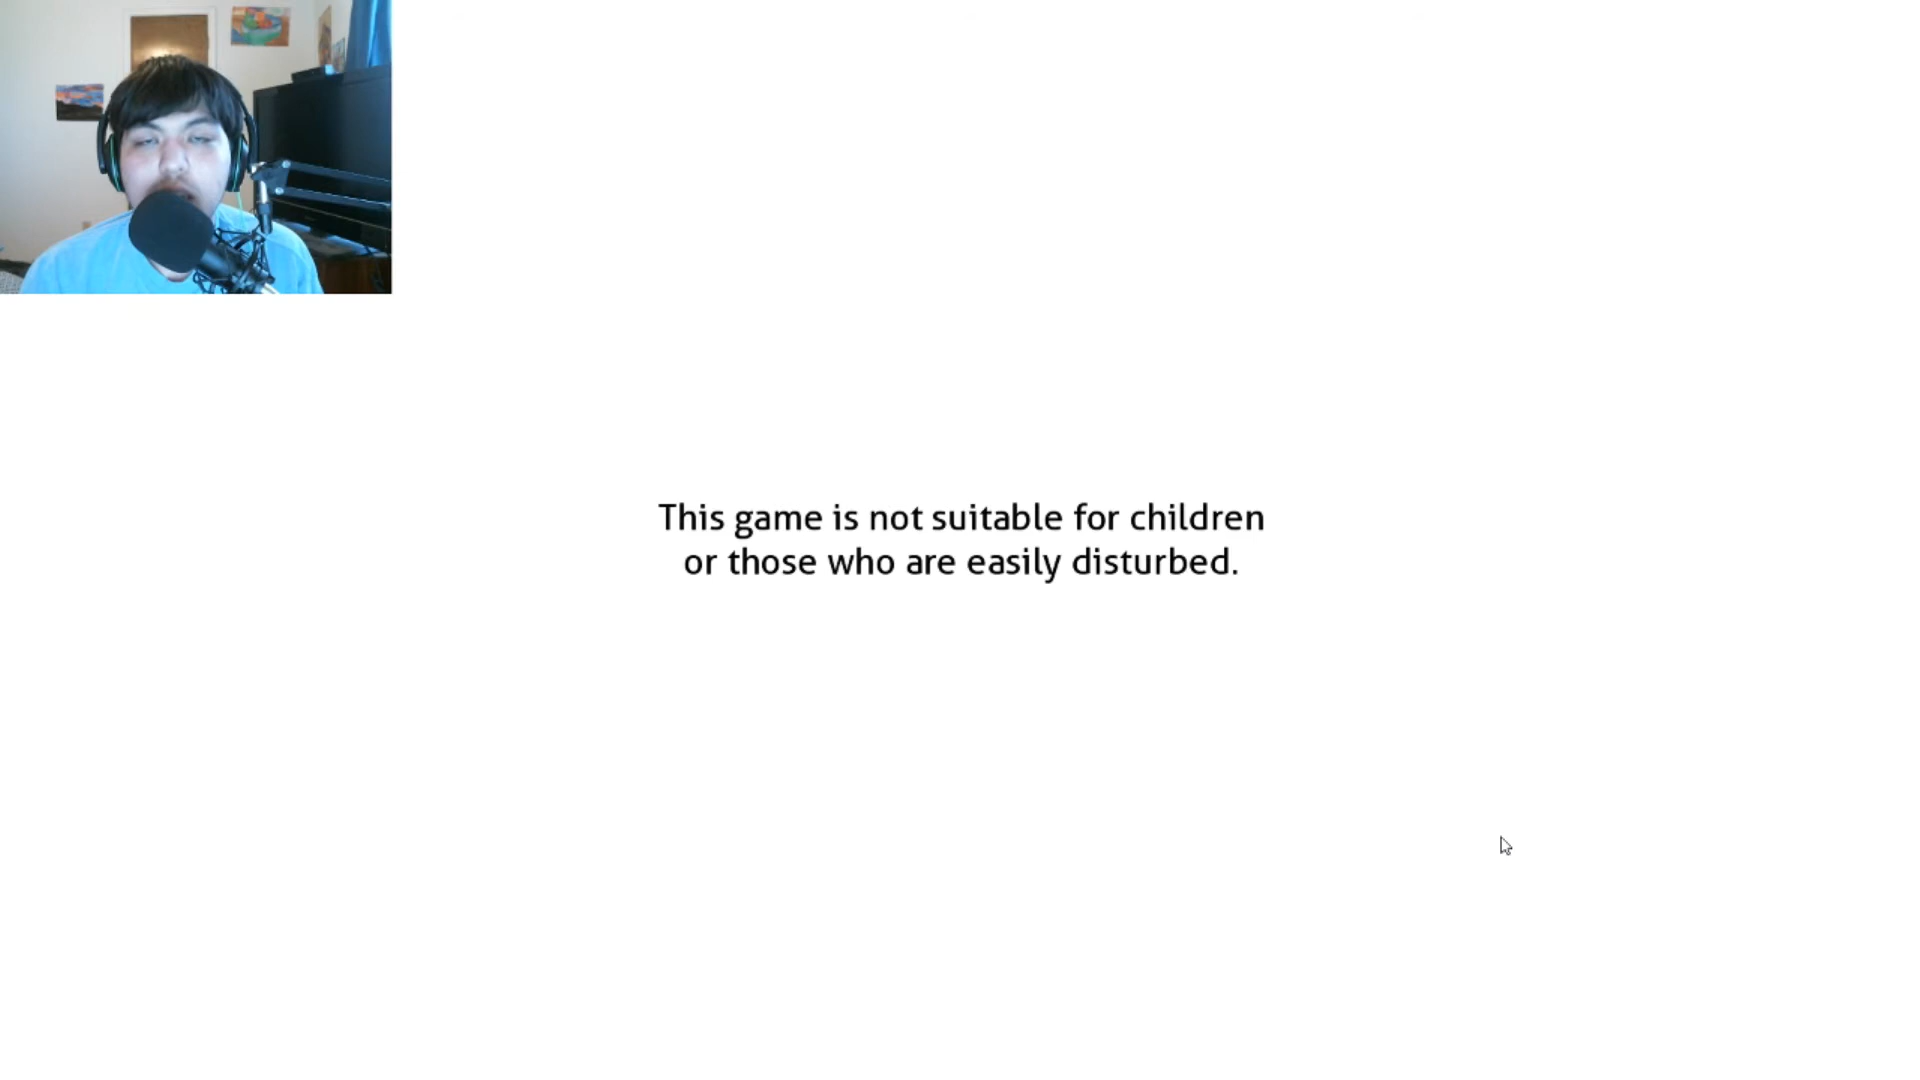 This game is not suitable for children
or those who are easily disturbed.